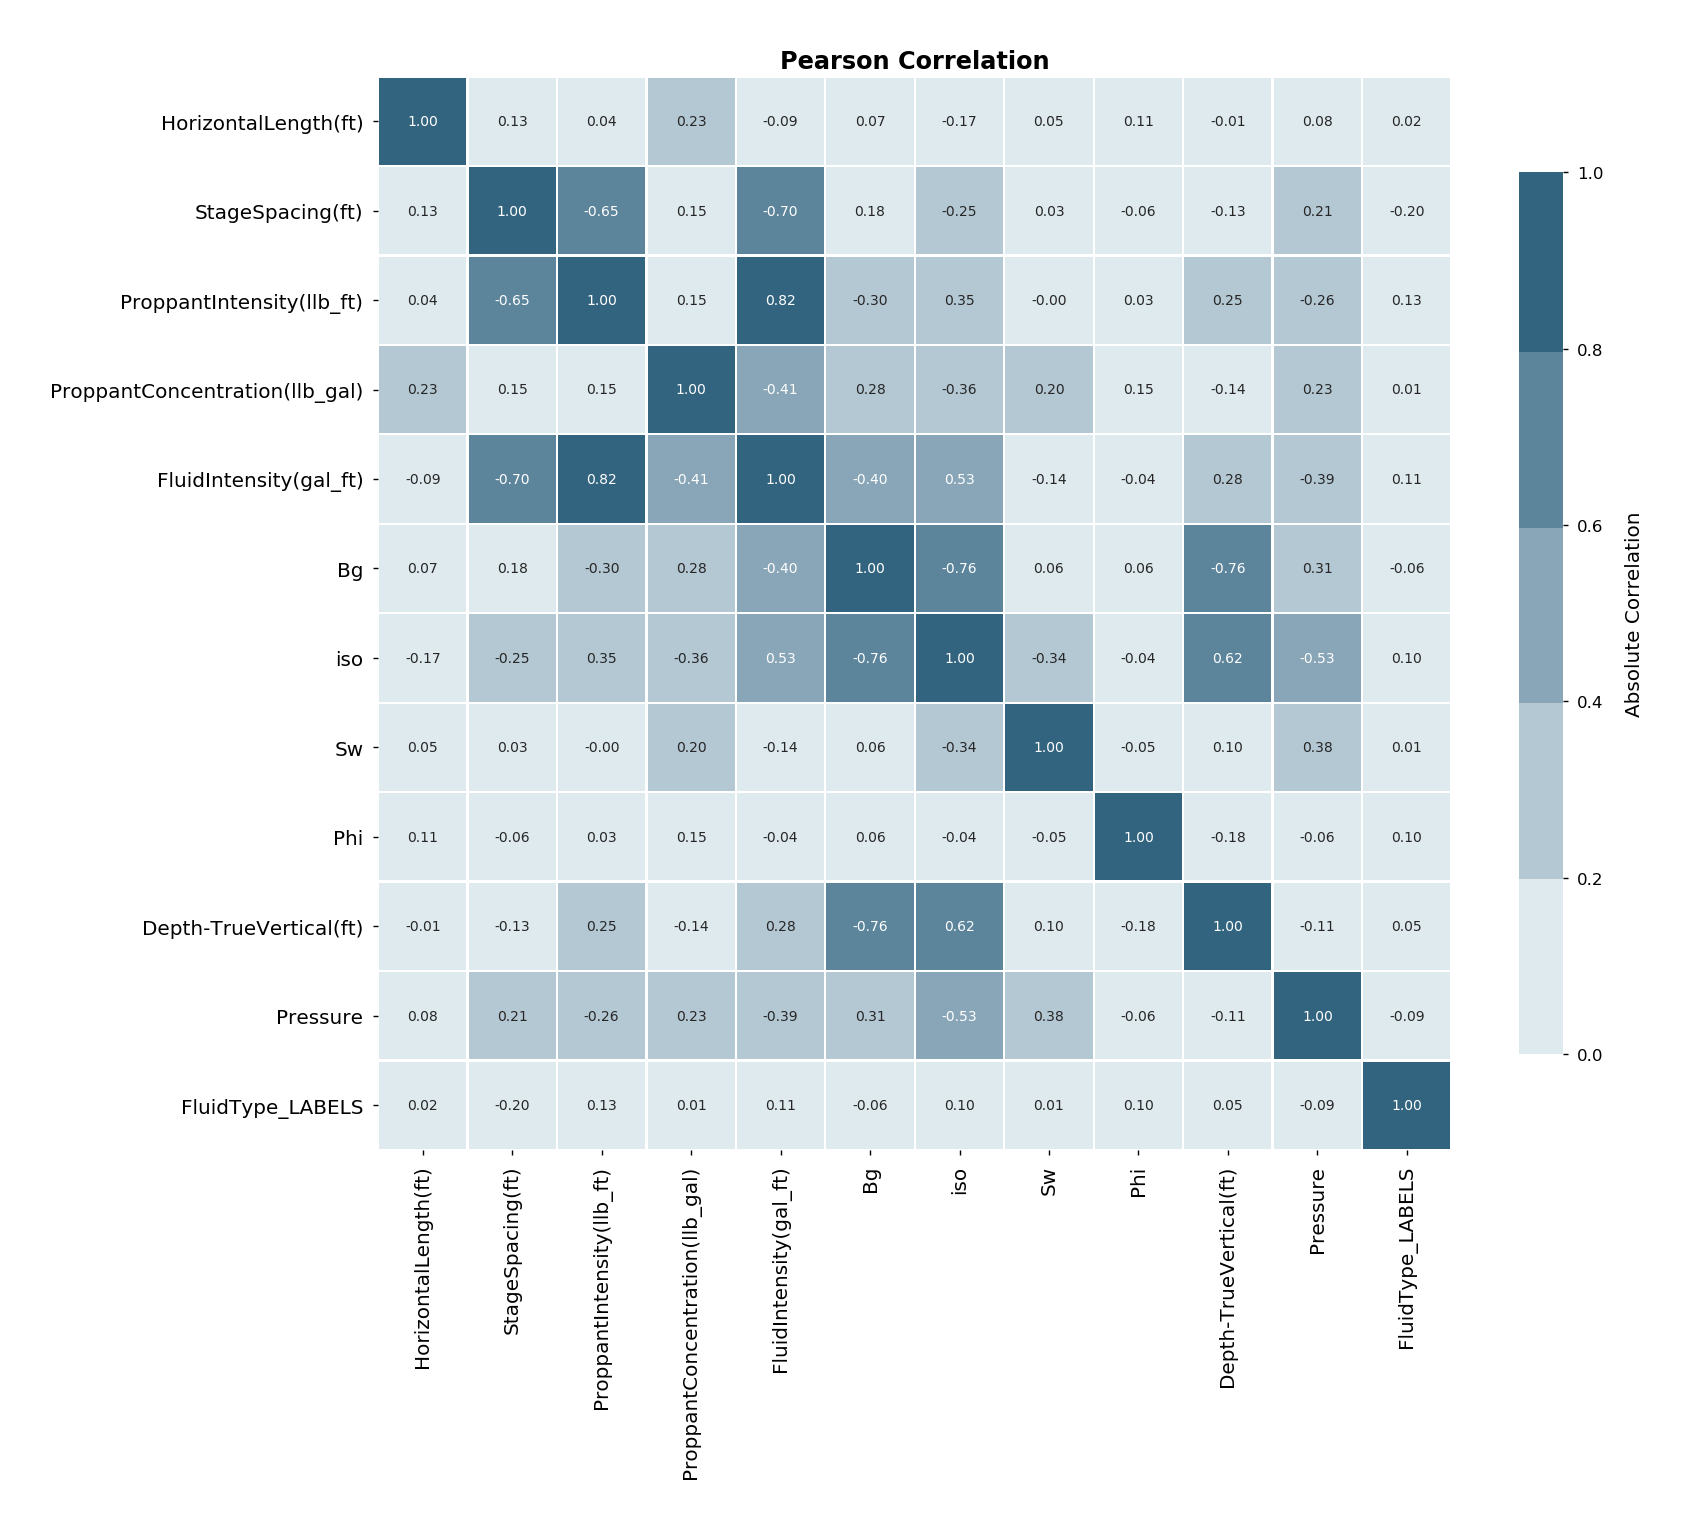 Pearson Correlation
HorizontalLength(ft) 1.00 0.13 0.04 0.23 -0.09 0.07 -0.17 0.05 0.11 -0.01 0.08 0.02
StageSpacing(ft) 0.13 1.00 -0.65 0.15 -0.70 0.18 -0.25 0.03 -0.06 -0.13 0.21 -0.20
ProppantIntensity(llb_ft) 0.04 -0.65 1.00 0.15 0.82 -0.30 0.35 -0.00 0.03 0.25 -0.26 0.13
ProppantConcentration(llb_gal) 0.23 0.15 0.15 1.00 -0.41 0.28 -0.36 0.20 0.15 -0.14 0.23 0.01
FluidIntensity(gal_ft) -0.09 -0.70 0.82 -0.41 1.00 -0.40 0.53 -0.14 -0.04 0.28 -0.39 0.11
Bg 0.07 0.18 -0.30 0.28 -0.40 1.00 -0.76 0.06 0.06 -0.76 0.31 -0.06
iso -0.17 -0.25 0.35 -0.36 0.53 -0.76 1.00 -0.34 -0.04 0.62 -0.53 0.10
Sw 0.05 0.03 -0.00 0.20 -0.14 0.06 -0.34 1.00 -0.05 0.10 0.38 0.01
Phi 0.11 -0.06 0.03 0.15 -0.04 0.06 -0.04 -0.05 1.00 -0.18 -0.06 0.10
Depth-TrueVertical(ft) -0.01 -0.13 0.25 -0.14 0.28 -0.76 0.62 0.10 -0.18 1.00 -0.11 0.05
Pressure 0.08 0.21 -0.26 0.23 -0.39 0.31 -0.53 0.38 -0.06 -0.11 1.00 -0.09
FluidType_LABELS 0.02 -0.20 0.13 0.01 0.11 -0.06 0.10 0.01 0.10 0.05 -0.09 1.00
HorizontalLength(ft)
StageSpacing(ft)
ProppantIntensity(llb_ft)
ProppantConcentration(llb_gal)
FluidIntensity(gal_ft)
Bg
iso
Sw
Phi
Depth-TrueVertical(ft)
Pressure
FluidType_LABELS
1.0
0.8
0.6
0.4
0.2
0.0
Absolute Correlation